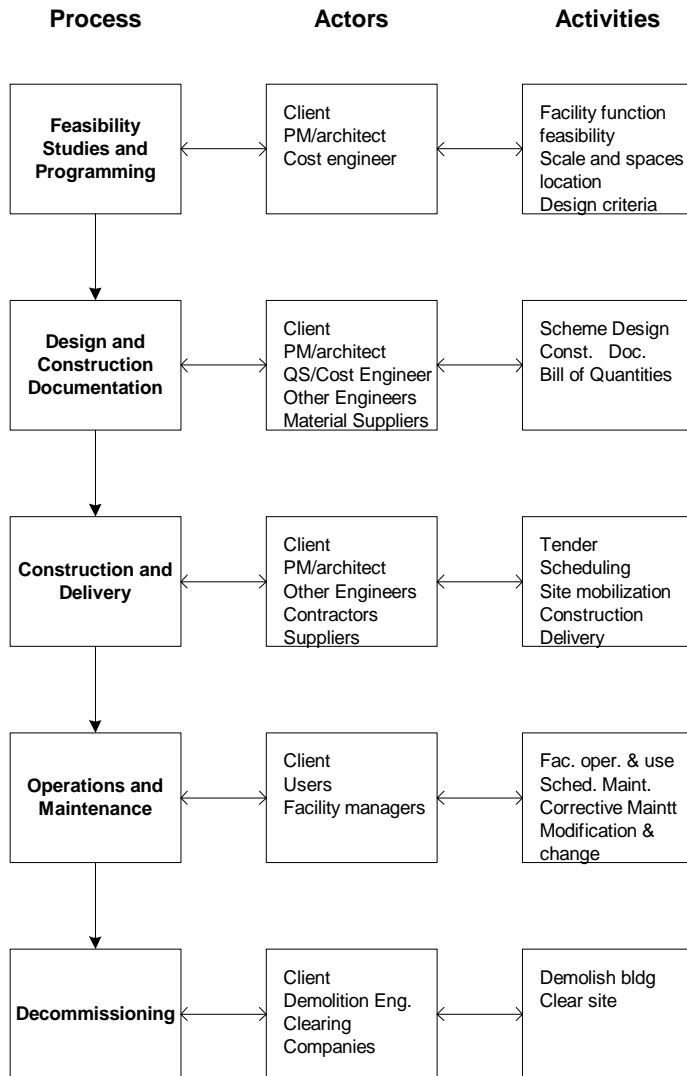 Process
Actors
Activities
Feasibility
Studies and
Programming
Client
PM/architect
Cost engineer
Facility function
feasibility
Scale and spaces
location
Design criteria
Design and
Construction
Documentation
Client
PM/architect
QS/Cost Engineer
Other Engineers
Material Suppliers
Scheme Design
Const. Doc.
Bill of Quantities
Construction and
Delivery
Client
PM/architect
Other Engineers
Contractors
Suppliers
Tender
Scheduling
Site mobilization
Construction
Delivery
Operations and
Maintenance
Client
Users
Facility managers
Fac. oper. & use
Sched. Maint.
Corrective Maintt
Modification &
change
Decommissioning
Client
Demolition Eng.
Clearing
Companies
Demolish bldg
Clear site